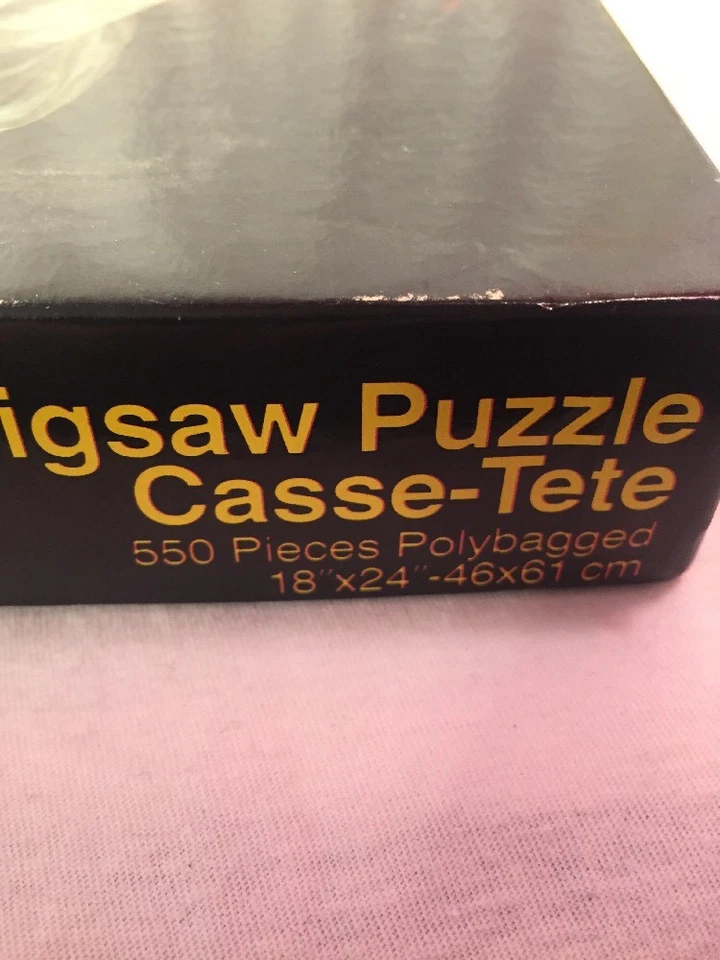 igsaw Puzzle
Casse-Tete
550 Pieces Polybagged
18"x24"-46x61 cm